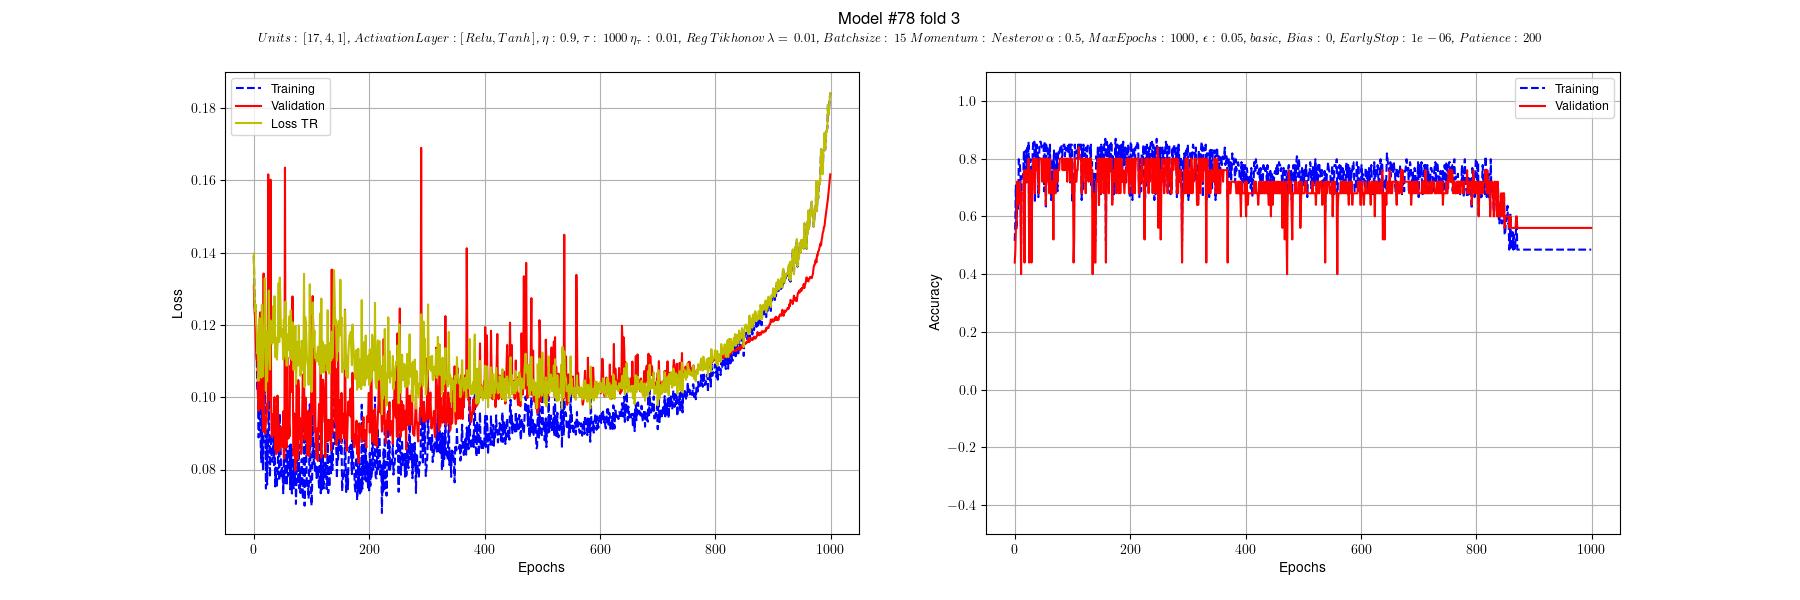 Model #78 fold 3
Units : [17, 4, 1], ActivationLayer : [Relu, Tanh], η : 0.9, τ : 1000 η_τ : 0.01, Reg Tikhonov λ = 0.01, Batchsize : 15 Momentum : Nesterov α : 0.5, MaxEpochs : 1000, ϵ : 0.05, basic, Bias : 0, EarlyStop : 1e − 06, Patience : 200
Training
Validation
Loss TR
0.18
0.16
0.14
0.12
0.10
0.08
Loss
0
200
400
600
800
1000
Epochs
Training
Validation
1.0
0.8
0.6
0.4
0.2
0.0
−0.2
−0.4
Accuracy
0
200
400
600
800
1000
Epochs